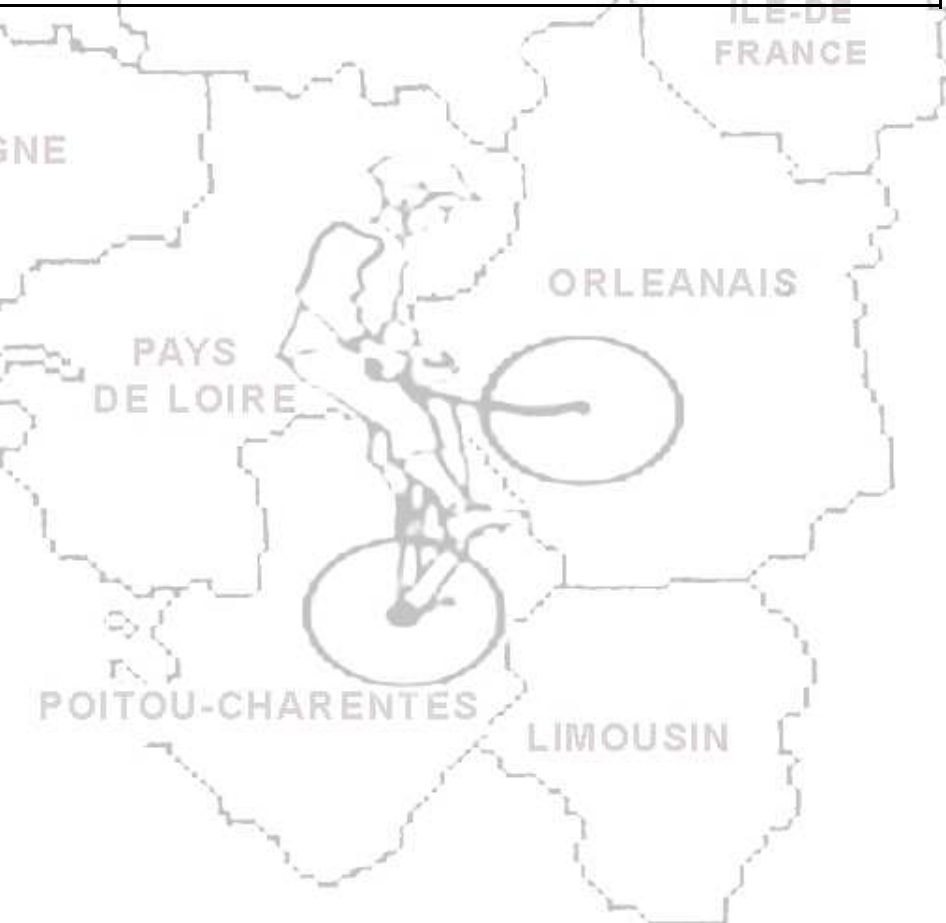 ILE-DE
FRANCE
GNE
ORLEANAIS
PAYS
DE LOIRE
POITOU-CHARENTES
LIMOUSIN